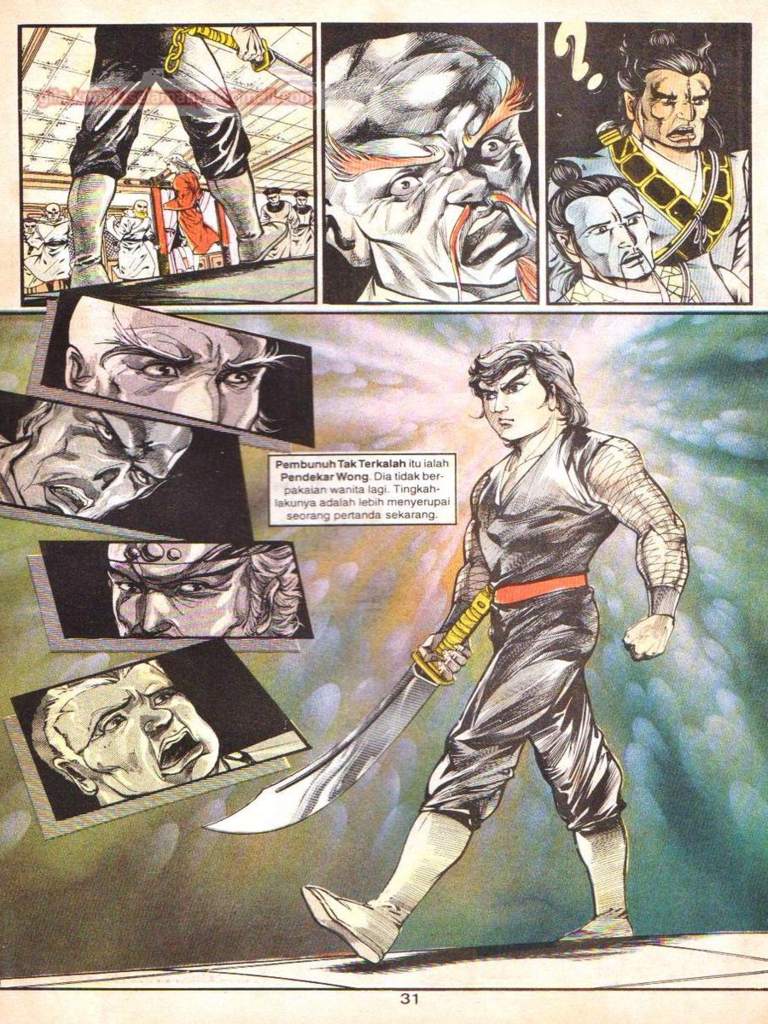 ?
Pembunuh Tak Terkalah itu ialah
Pendekar Wong. Dia tidak ber-
pakaian wanita lagi. Tingkah-
lakunya adalah lebih menyerupai
seorang pertanda sekarang.
31